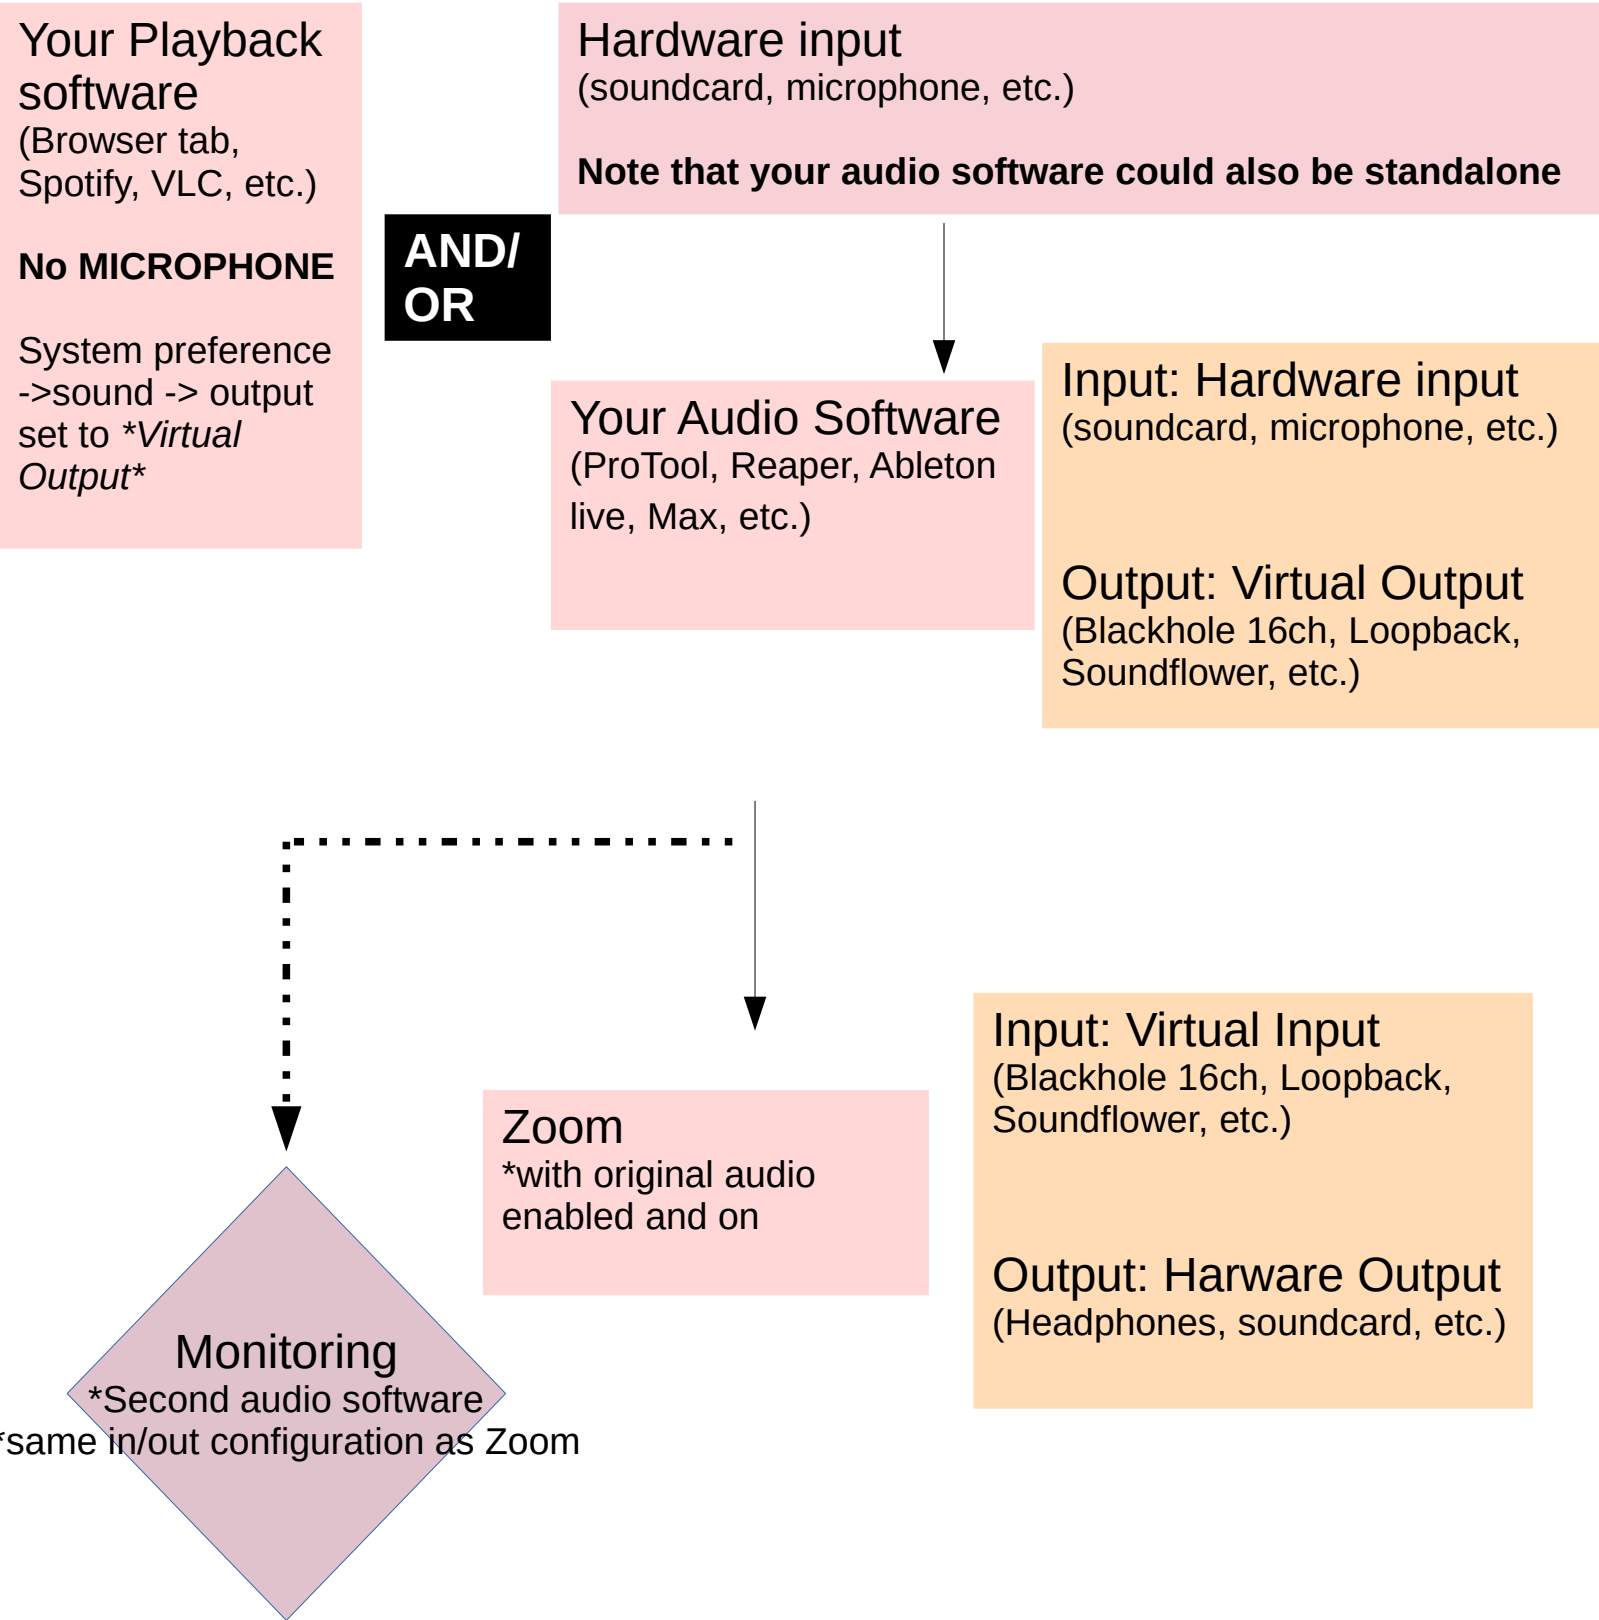 Your Playback
software
(Browser tab,
Spotify, VLC, etc.)
No MICROPHONE
System preference
->sound -> output
set to *Virtual
Output*
AND/
OR
Hardware input
(soundcard, microphone, etc.)
Note that your audio software could also be standalone
Your Audio Software
(ProTool, Reaper, Ableton
live, Max, etc.)
Input: Hardware input
(soundcard, microphone, etc.)
Output: Virtual Output
(Blackhole 16ch, Loopback,
Soundflower, etc.)
Zoom
*with original audio
enabled and on
Input: Virtual Input
(Blackhole 16ch, Loopback,
Soundflower, etc.)
Output: Harware Output
(Headphones, soundcard, etc.)
Monitoring
*Second audio software
*same in/out configuration as Zoom